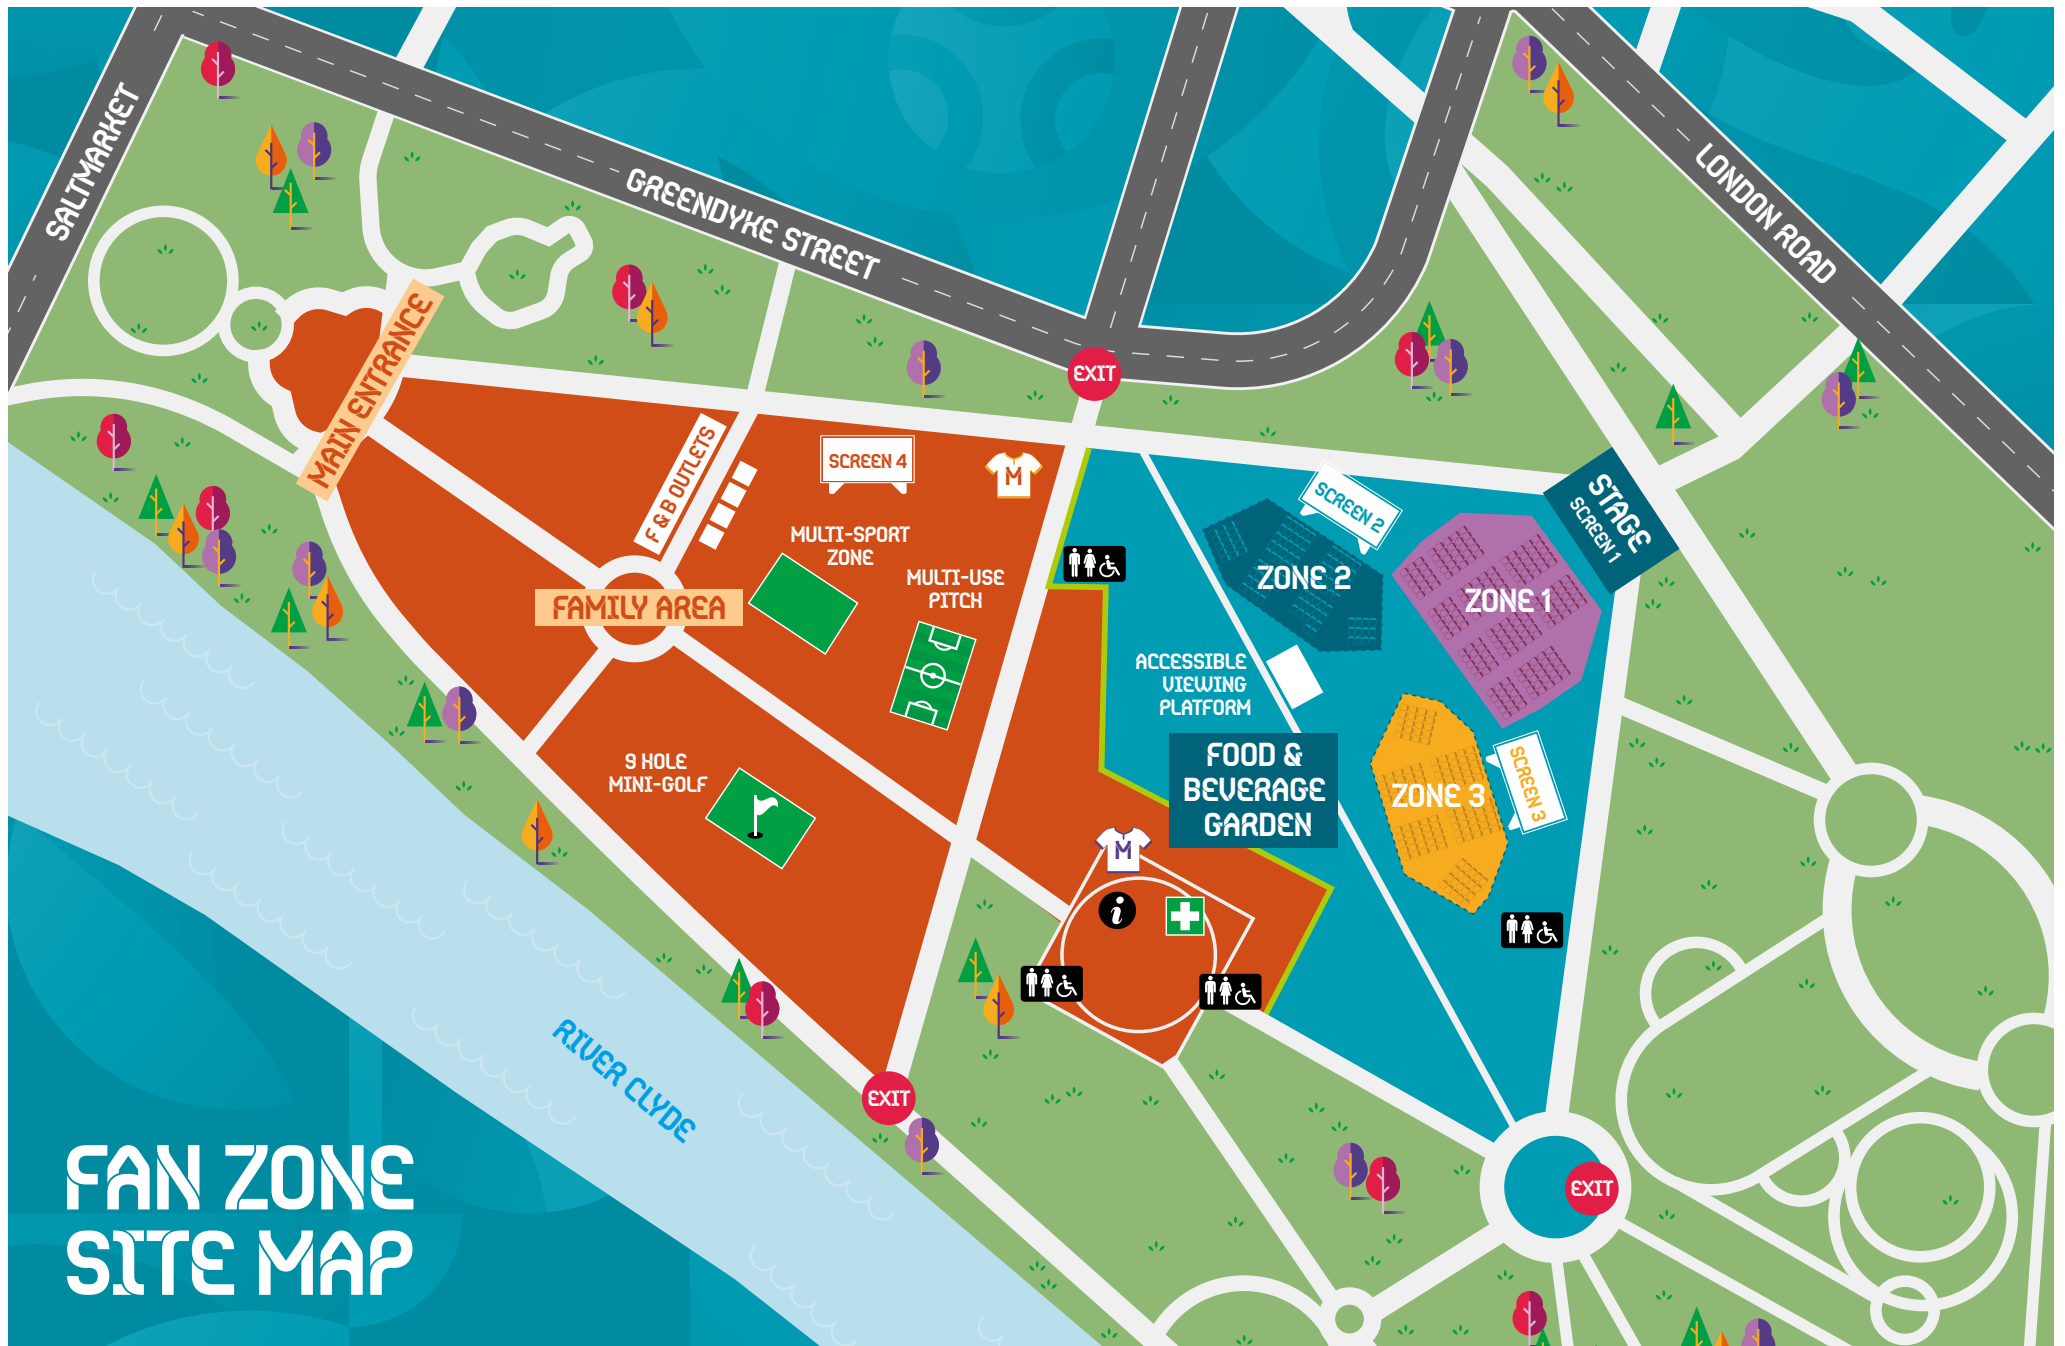 SALTMARKET
GREENDYKE STREET
LONDON ROAD
MAIN ENTRANCE
EXIT
F & B OUTLETS
SCREEN 4
M
MULTI-SPORT
ZONE
MULTI-USE
PITCH
FAMILY AREA
9 HOLE
MINI-GOLF
SCREEN 2
ZONE 2
STAGE
SCREEN 1
ZONE 1
ACCESSIBLE
VIEWING
PLATFORM
FOOD &
BEVERAGE
GARDEN
ZONE 3
SCREEN 3
M
i
EXIT
EXIT
RIVER CLYDE
FAN ZONE
SITE MAP